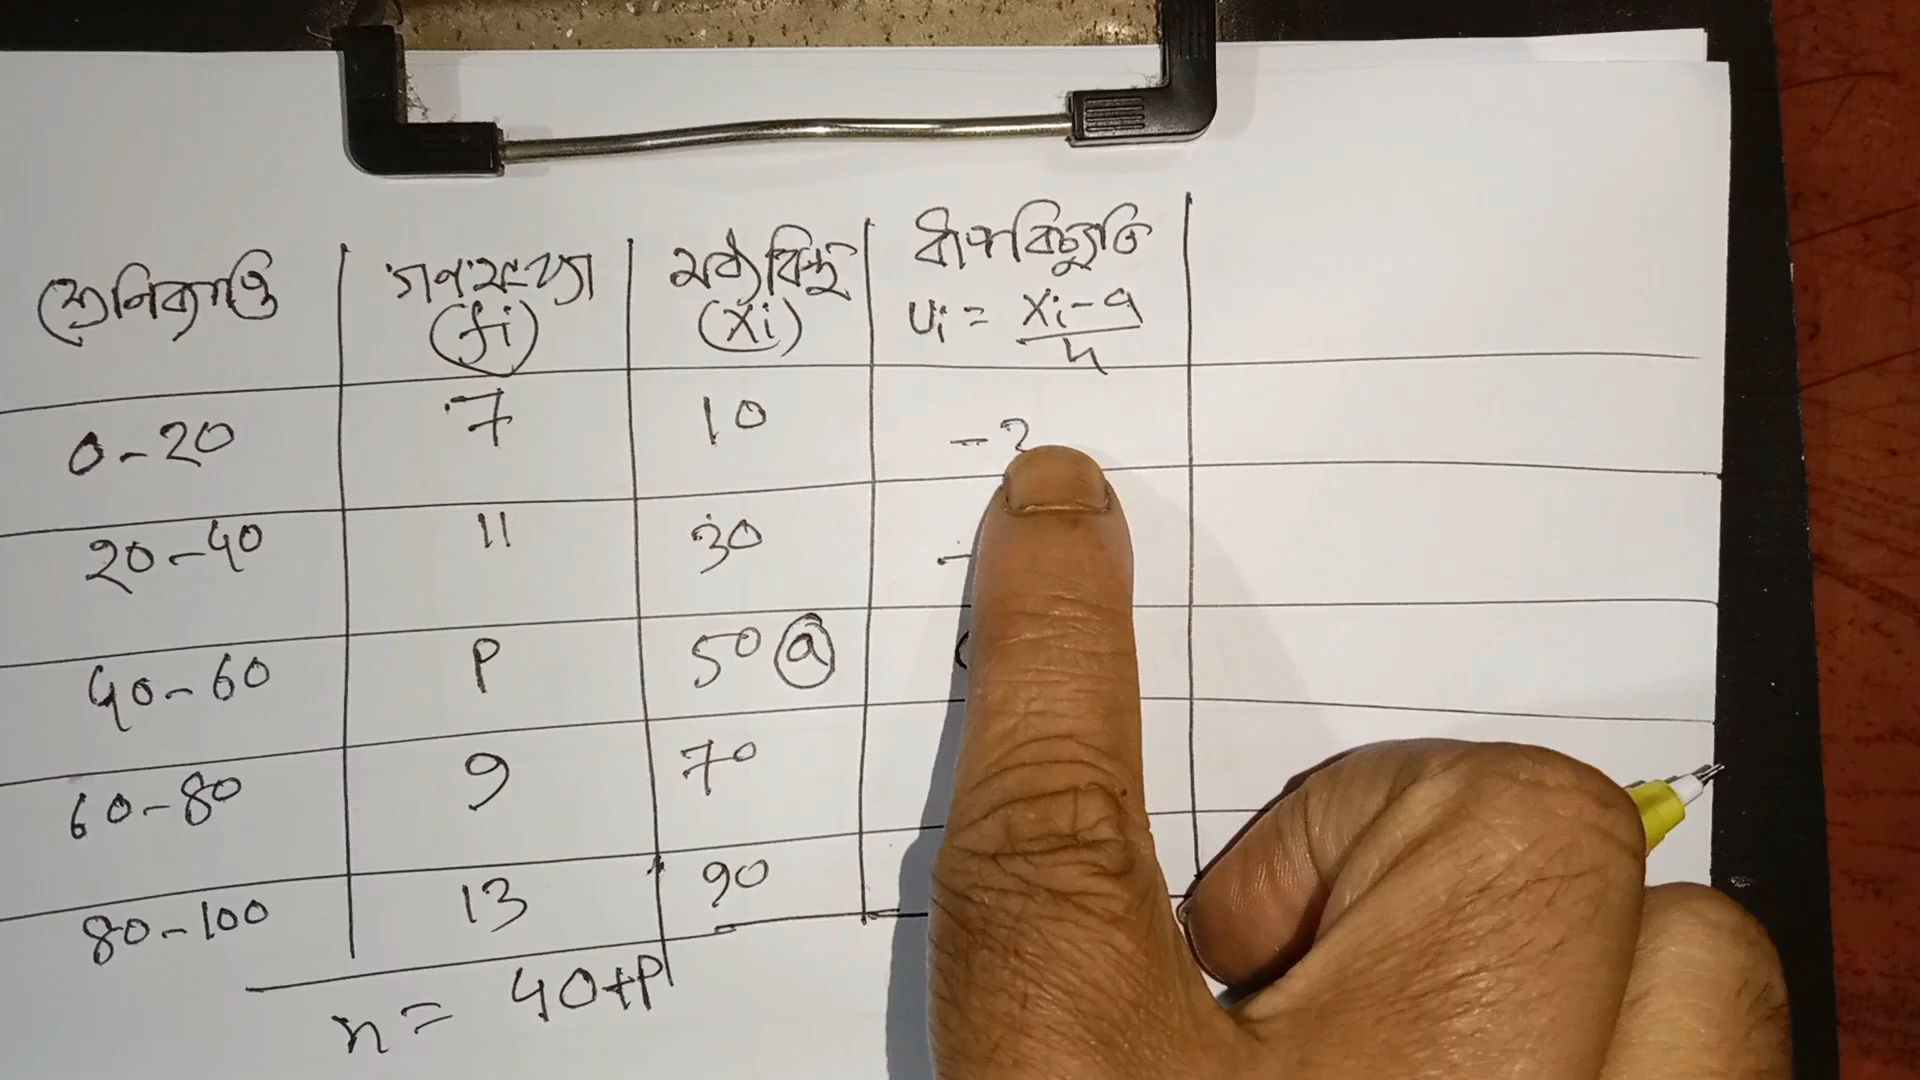 শ্রেনিব্যাপ্তি গণসংখ্যা (fi) মধ্যবিন্দু (xi) ধাপবিচ্যুতি ui = xi-a/h
0-20 7 10 -2
20-40 11 30 -
40-60 P 50 a
60-80 9 70
80-100 13 90
n = 40+P